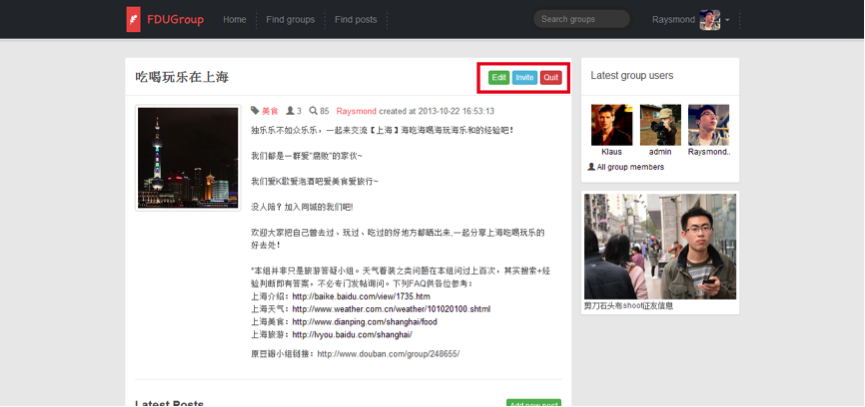 FDUGroup
Home
Find groups
Find posts
Search groups
Raysmond
吃喝玩乐在上海
Edit
Invite
Quit
美食 3 85 Raysmond created at 2013-10-22 16:53:13
独乐乐不如众乐乐，一起来交流【上海】海吃海喝海玩海乐和的经验吧！
我们都是一群爱"腐败"的家伙~
我们爱K歌爱泡酒吧爱美食爱旅行~
没人陪？加入同城的我们吧!
欢迎大家把自己曾去过、玩过、吃过的好地方都晒出来,一起分享上海吃喝玩乐的
好去处！
"本组并非只是旅游答疑小组。天气着装之类问题在本组问过上百次，其实搜索+经
验判断即有答案，不必专门发帖询问。下列FAQ供各位参考：
上海介绍：http://baike.baidu.com/view/1735.htm
上海天气：http://www.weather.com.cn/weather/101020100.shtml
上海美食：http://www.dianping.com/shanghai/food
上海旅游：http://lvyou.baidu.com/shanghai/
原豆瓣小组链接：http://www.douban.com/group/248655/
Latest Posts
Add new post
Latest group users
Klaus
admin
Raysmond..
All group members
剪刀石头布shoot征友信息